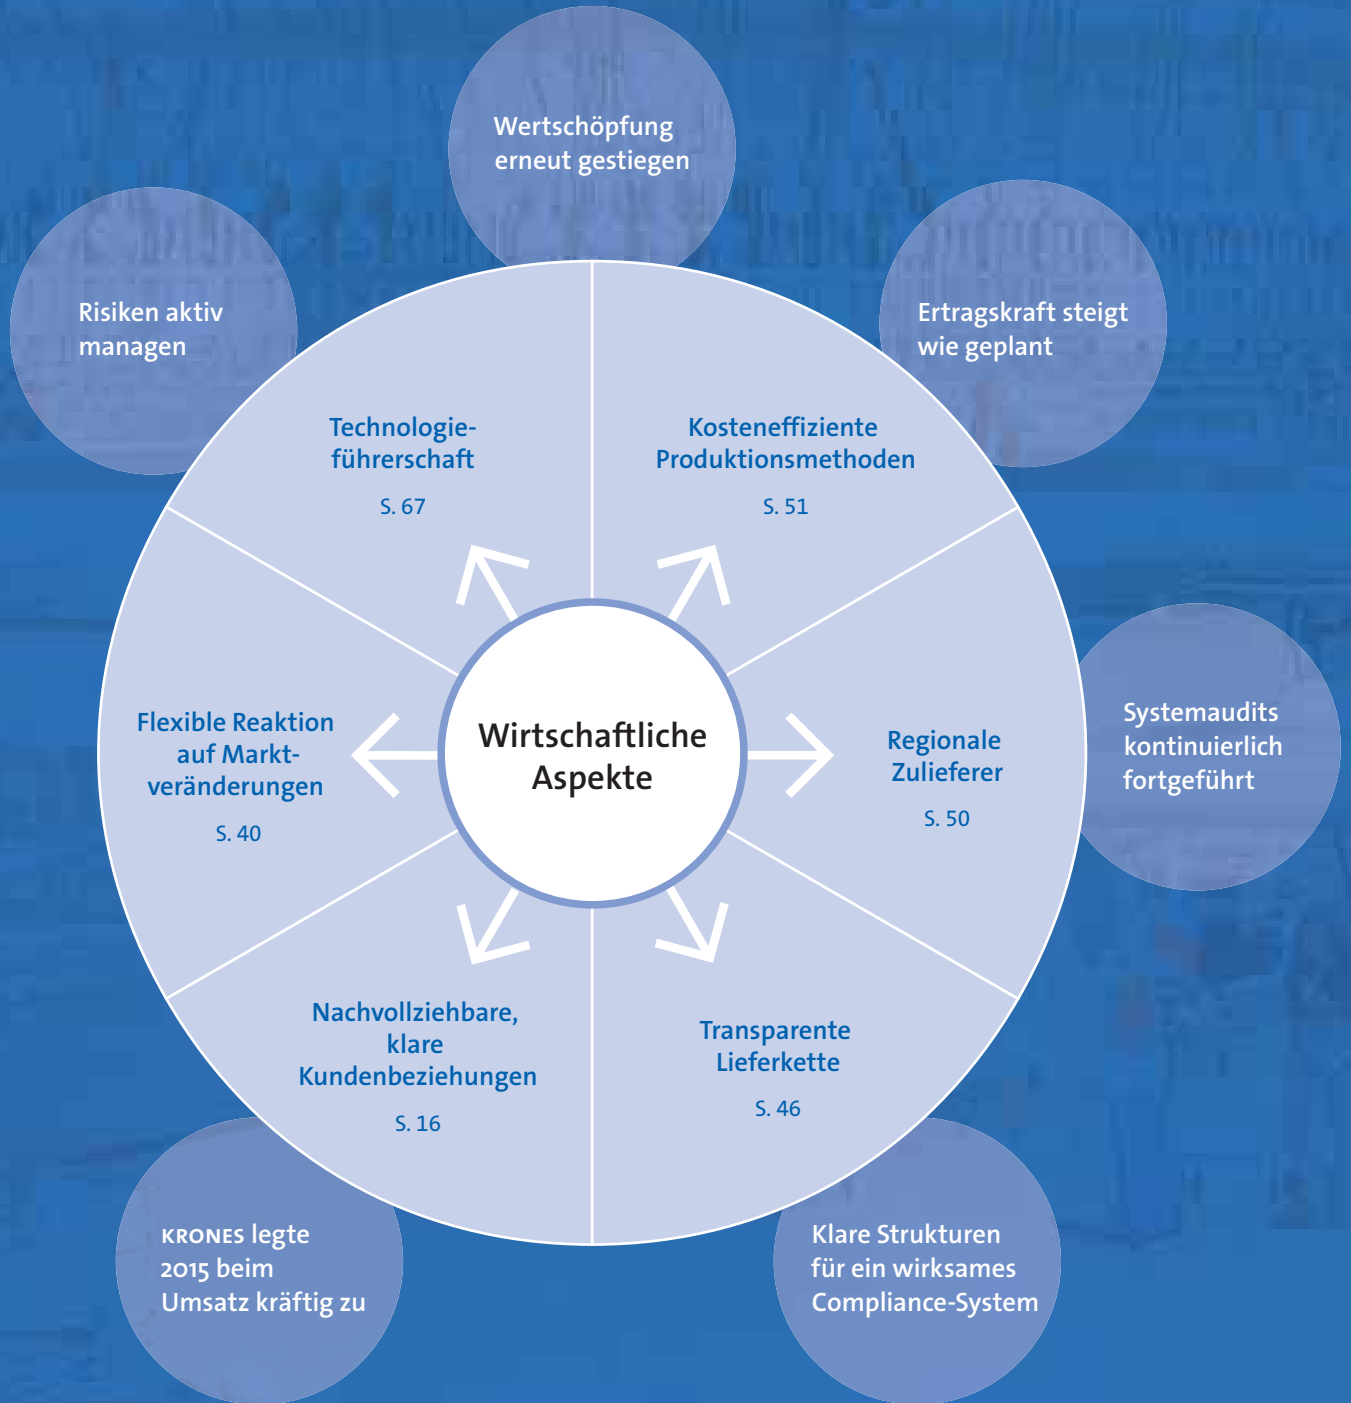 Wertschöpfung
erneut gestiegen
Risiken aktiv
managen
Ertragskraft steigt
wie geplant
Technologie-
führerschaft
S. 67
Kosteneffiziente
Produktionsmethoden
S. 51
Flexible Reaktion
auf Markt-
veränderungen
S. 40
Wirtschaftliche
Aspekte
Regionale
Zulieferer
S. 50
Systemaudits
kontinuierlich
fortgeführt
Nachvollziehbare,
klare
Kundenbeziehungen
S. 16
Transparente
Lieferkette
S. 46
KRONES legte
2015 beim
Umsatz kräftig zu
Klare Strukturen
für ein wirksames
Compliance-System